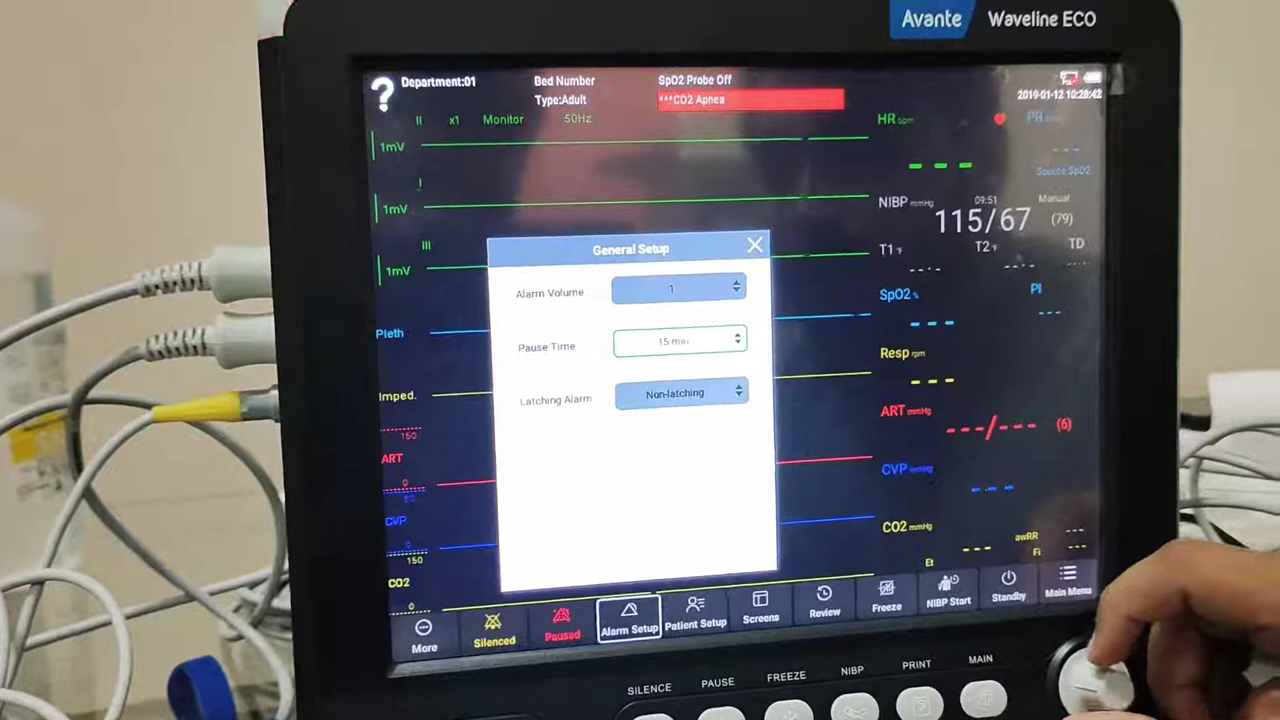 Avante Waveline ECO
Department:01
Bed Number
SpO2 Probe Off
Type:Adult
***CO2 Apnea
2019-01-12 10:28:42
II x1 Monitor 50Hz
1mV
I
1mV
III
1mV
Pleth
Imped.
150
ART
0
CVP
0
150
CO2
0
HR bpm
PR bpm
Source SpO2
NIBP mmHg
09:51
Manual
115/67
(79)
T1 °F
T2 °F
TD
SpO2 %
PI
Resp rpm
ART mmHg
---/---
(6)
CVP mmHg
CO2 mmHg
awRR
Et
Fi
General Setup
Alarm Volume
1
Pause Time
15 min
Latching Alarm
Non-latching
More
Silenced
Paused
Alarm Setup
Patient Setup
Screens
Review
Freeze
NIBP Start
Standby
Main Menu
SILENCE
PAUSE
FREEZE
NIBP
PRINT
MAIN